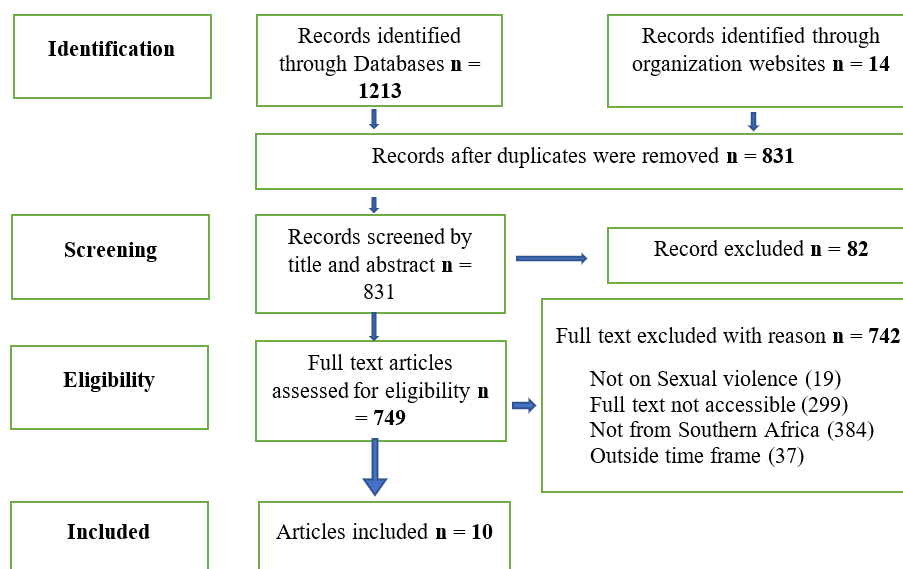 Identification
Records identified
through Databases n =
1213
Records identified through
organization websites n = 14
Records after duplicates were removed n = 831
Screening
Records screened by
title and abstract n =
831
Record excluded n = 82
Eligibility
Full text articles
assessed for eligibility n
= 749
Full text excluded with reason n = 742
Not on Sexual violence (19)
Full text not accessible (299)
Not from Southern Africa (384)
Outside time frame (37)
Included
Articles included n = 10